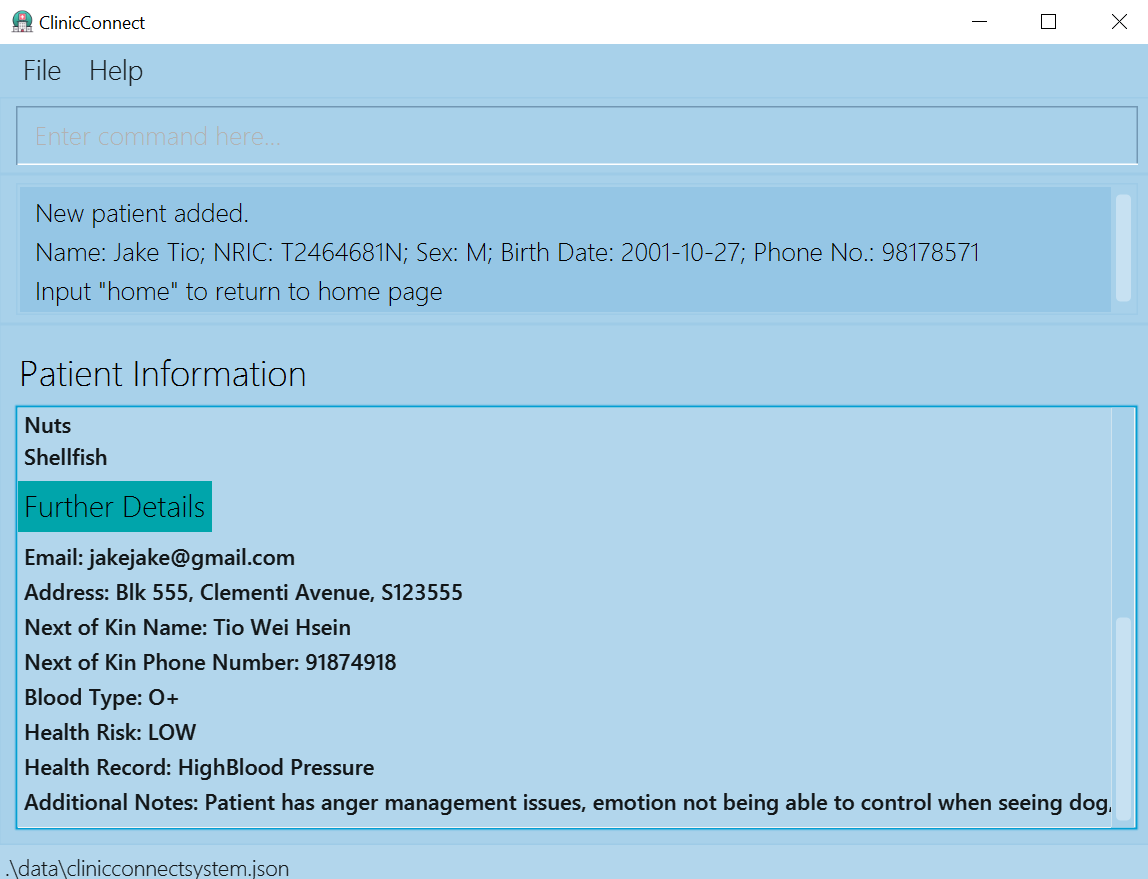 ClinicConnect
File Help
Enter command here...
New patient added.
Name: Jake Tio; NRIC: T2464681N; Sex: M; Birth Date: 2001-10-27; Phone No.: 98178571
Input "home" to return to home page
Patient Information
Nuts
Shellfish
Further Details
Email: jakejake@gmail.com
Address: Blk 555, Clementi Avenue, S123555
Next of Kin Name: Tio Wei Hsein
Next of Kin Phone Number: 91874918
Blood Type: O+
Health Risk: LOW
Health Record: HighBlood Pressure
Additional Notes: Patient has anger management issues, emotion not being able to control when seeing dog,
.\data\clinicconnectsystem.json